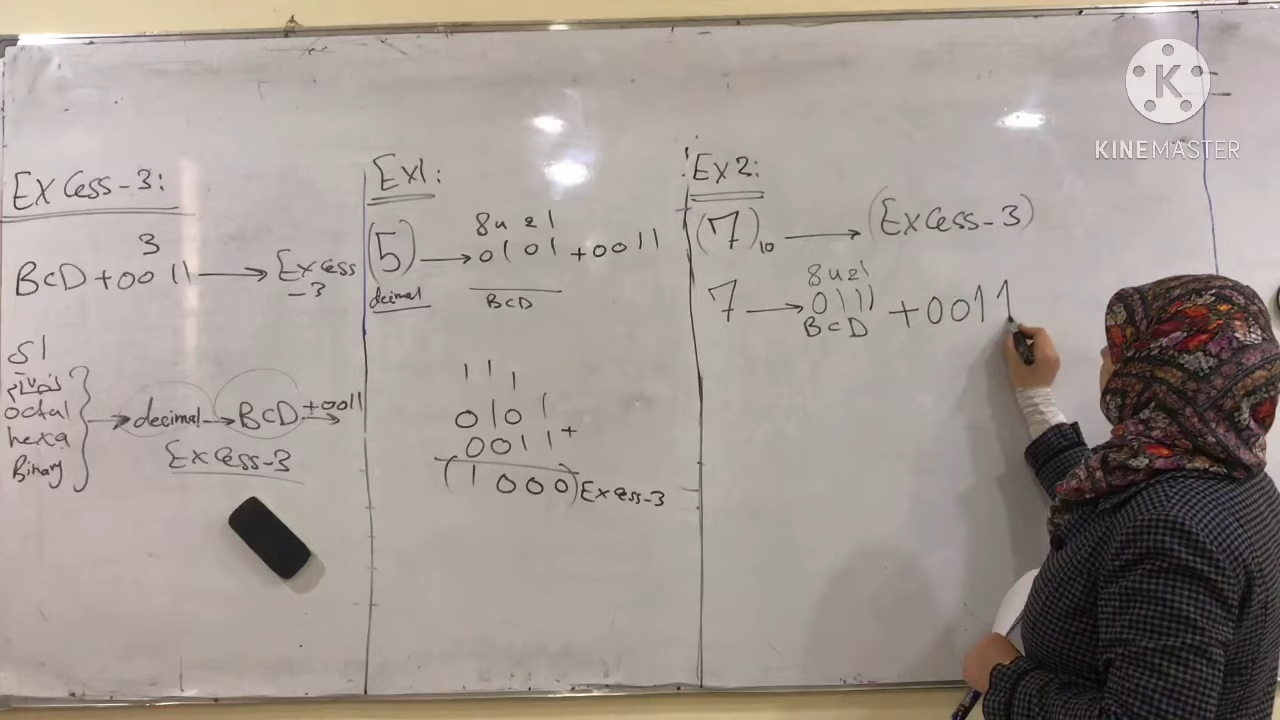 Excess-3:
3
BCD + 0011 → Excess
-3
اي
نضام
octal
hexa
Binary
→ decimal → BCD +0011 →
Excess-3
Ex1:
8421
(5) → 0101 + 0011
decimal
BCD
111
0101
0011 +
(1000) Excess-3
Ex2:
(7)10 → (Excess-3)
8421
7 → 0111 + 0011
BCD
K
KINEMASTER